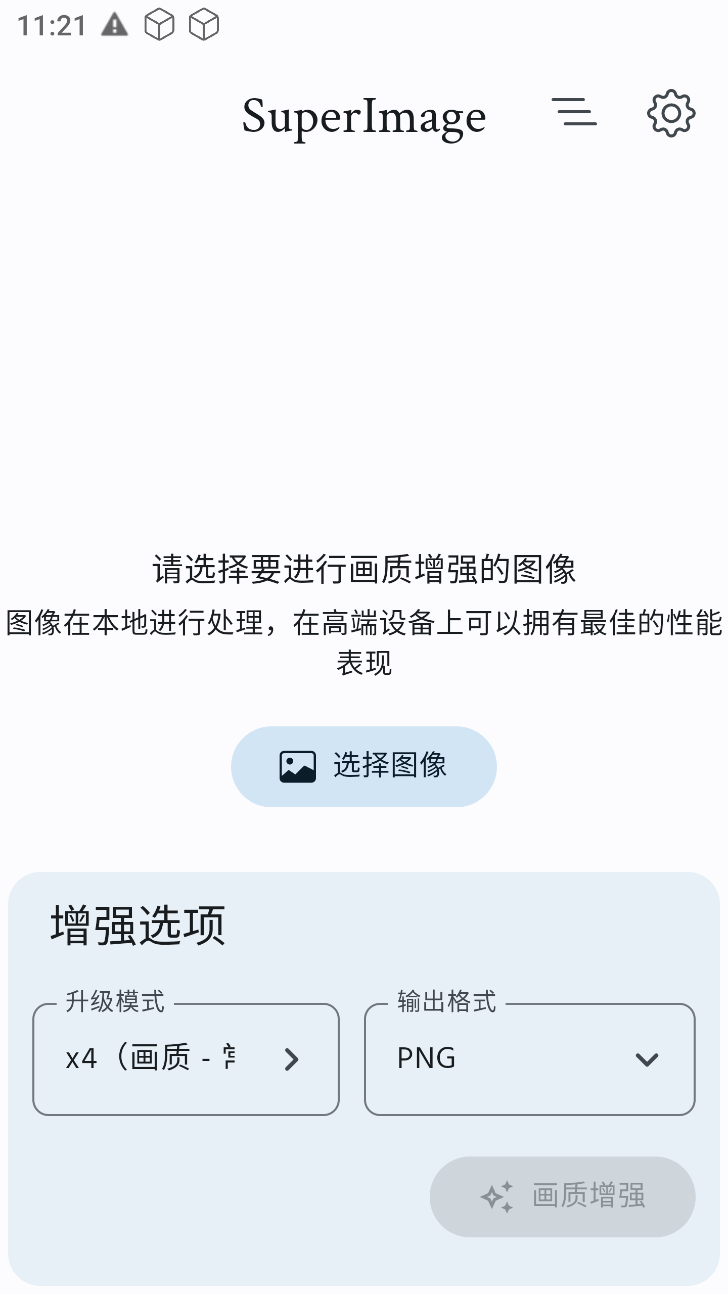 11:21
SuperImage
请选择要进行画质增强的图像
图像在本地进行处理，在高端设备上可以拥有最佳的性能
表现
选择图像
增强选项
升级模式
输出格式
x4（画质 -
PNG
画质增强